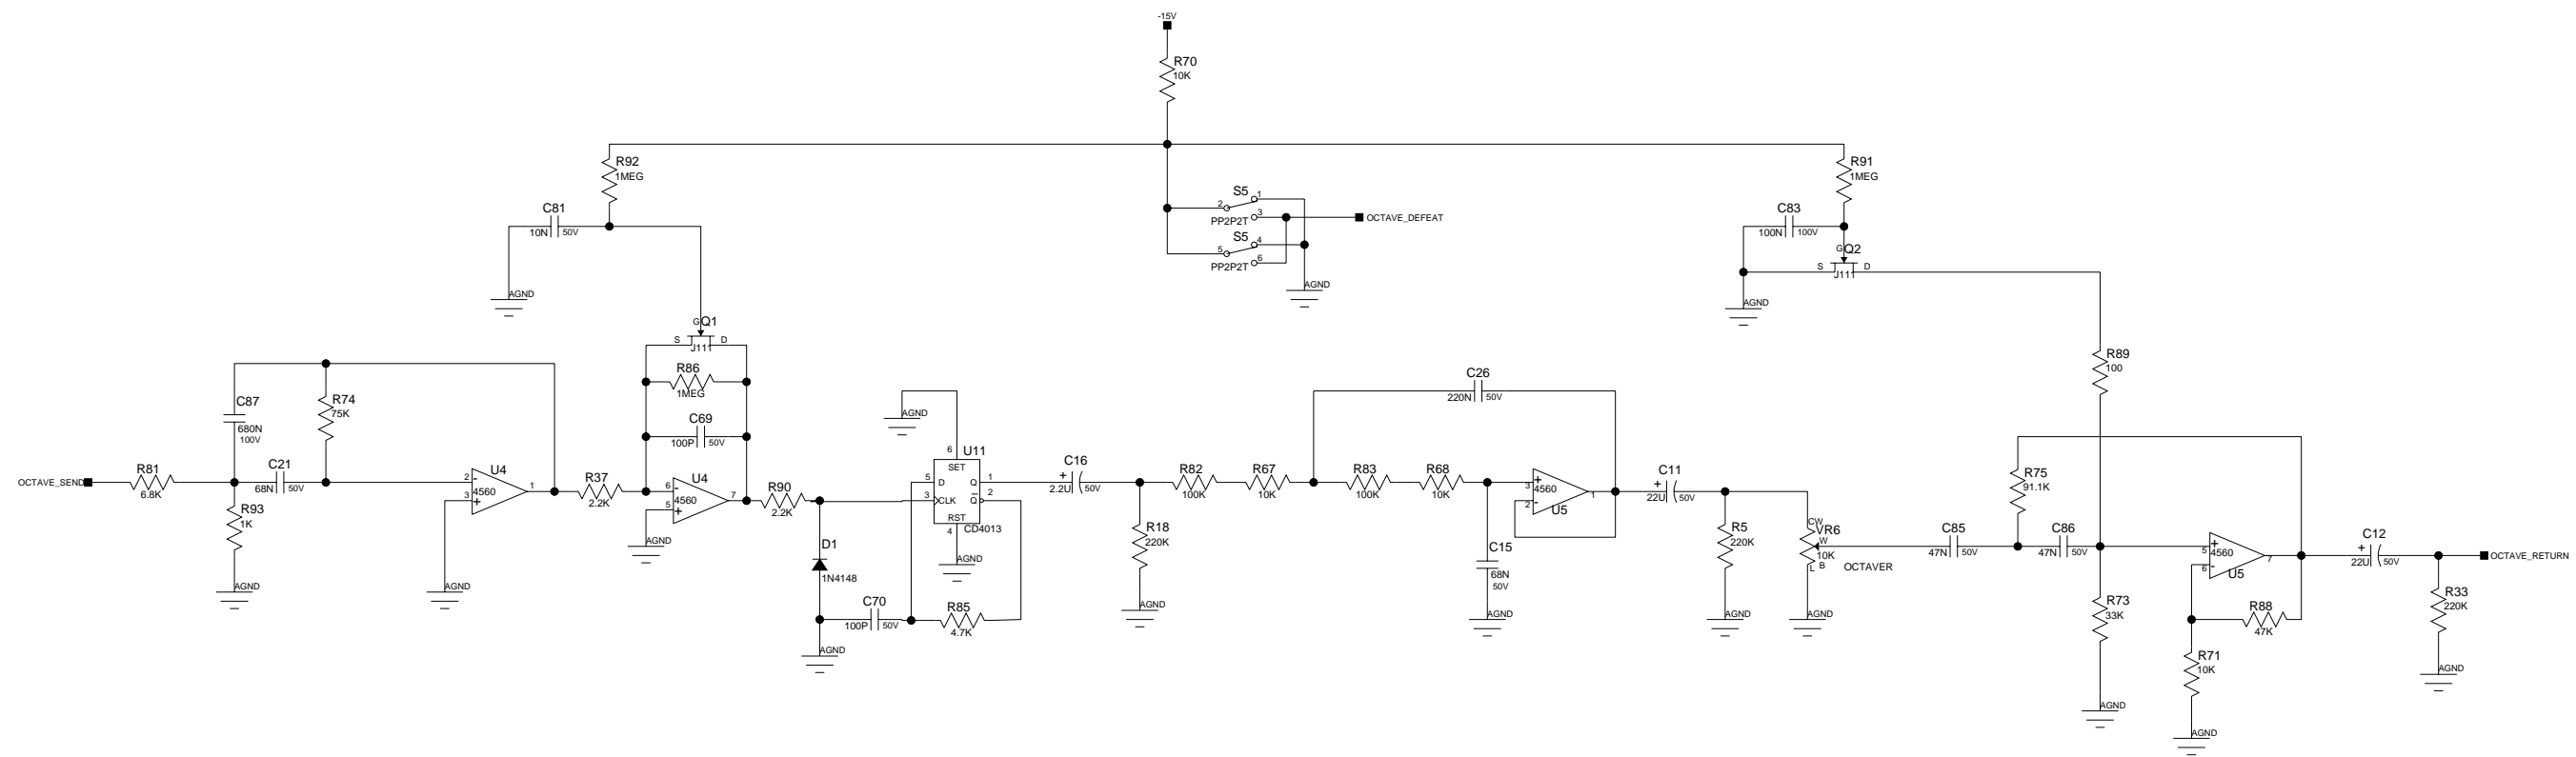 -15V
R70
10K
R92
1MEG
C81
10N 50V
AGND
S5
1
2
3
PP2P2T
OCTAVE_DEFEAT
S5
4
5
6
PP2P2T
AGND
R91
1MEG
C83
100N 100V
G Q2
S D
J111
AGND
G Q1
S D
J111
R86
1MEG
C69
100P 50V
R89
100
C87
680N
100V
R74
75K
OCTAVE_SEND
R81
6.8K
C21
68N 50V
R93
1K
AGND
U4
2 -
4560
3 +
1
AGND
R37
2.2K
U4
6 -
4560
5 +
7
AGND
R90
2.2K
D1
1N4148
AGND
C70
100P 50V
R85
4.7K
AGND
6 U11
SET
5 D Q 1
3 CLK Q 2
RST
4 CD4013
AGND
C16
+
2.2U 50V
R18
220K
AGND
R82
100K
R67
10K
R83
100K
R68
10K
C26
220N 50V
C15
68N
50V
AGND
3 +
4560
2 -
1
U5
C11
+
22U 50V
R5
220K
AGND
CW
VR6
W
10K
L B
OCTAVER
AGND
C85
47N 50V
R75
91.1K
C86
47N 50V
R73
33K
AGND
5 +
4560
6 -
7
U5
R88
47K
R71
10K
AGND
C12
+
22U 50V
OCTAVE_RETURN
R33
220K
AGND